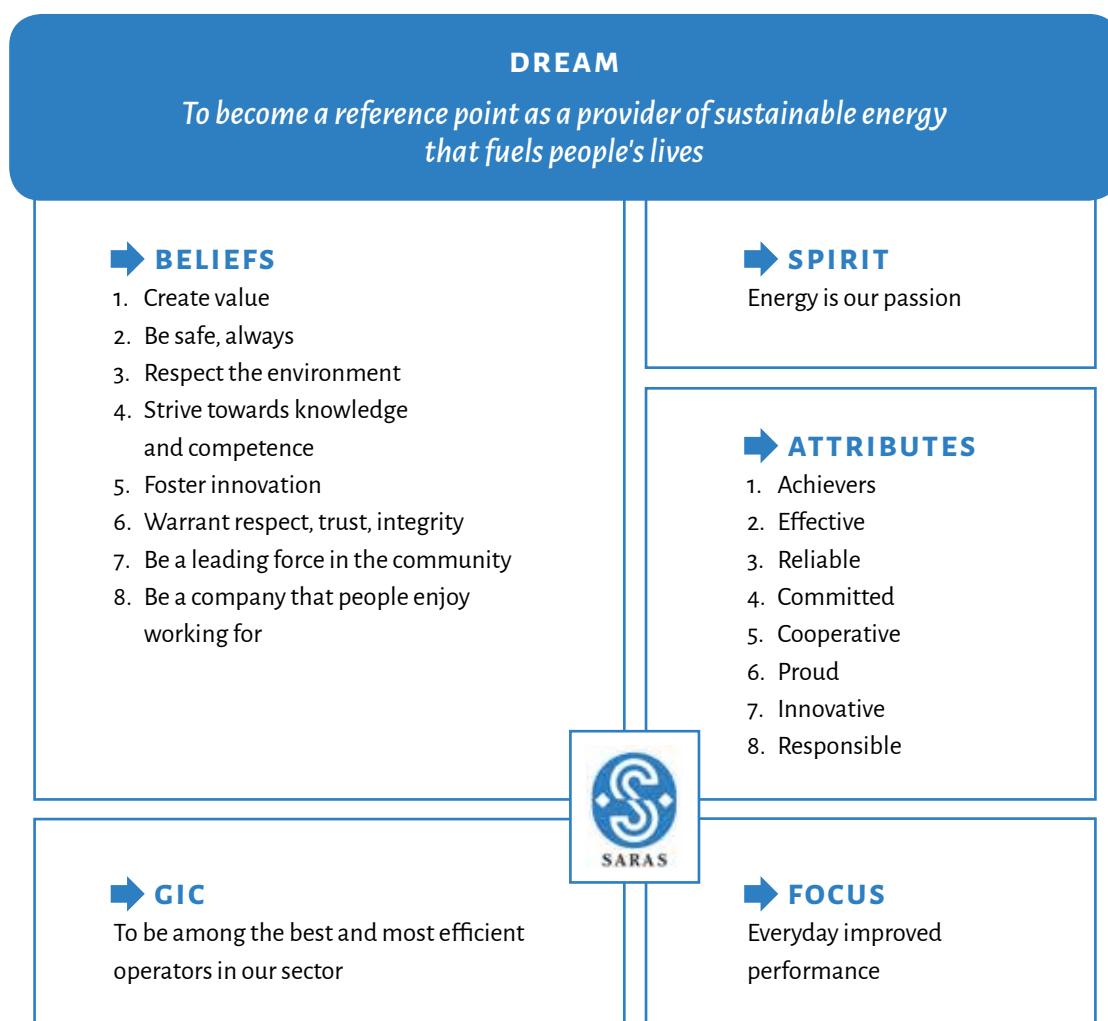 DREAM
To become a reference point as a provider of sustainable energy
that fuels people's lives
BELIEFS
1. Create value
2. Be safe, always
3. Respect the environment
4. Strive towards knowledge
and competence
5. Foster innovation
6. Warrant respect, trust, integrity
7. Be a leading force in the community
8. Be a company that people enjoy
working for
SPIRIT
Energy is our passion
ATTRIBUTES
1. Achievers
2. Effective
3. Reliable
4. Committed
5. Cooperative
6. Proud
7. Innovative
8. Responsible
SARAS
GIC
To be among the best and most efficient
operators in our sector
FOCUS
Everyday improved
performance